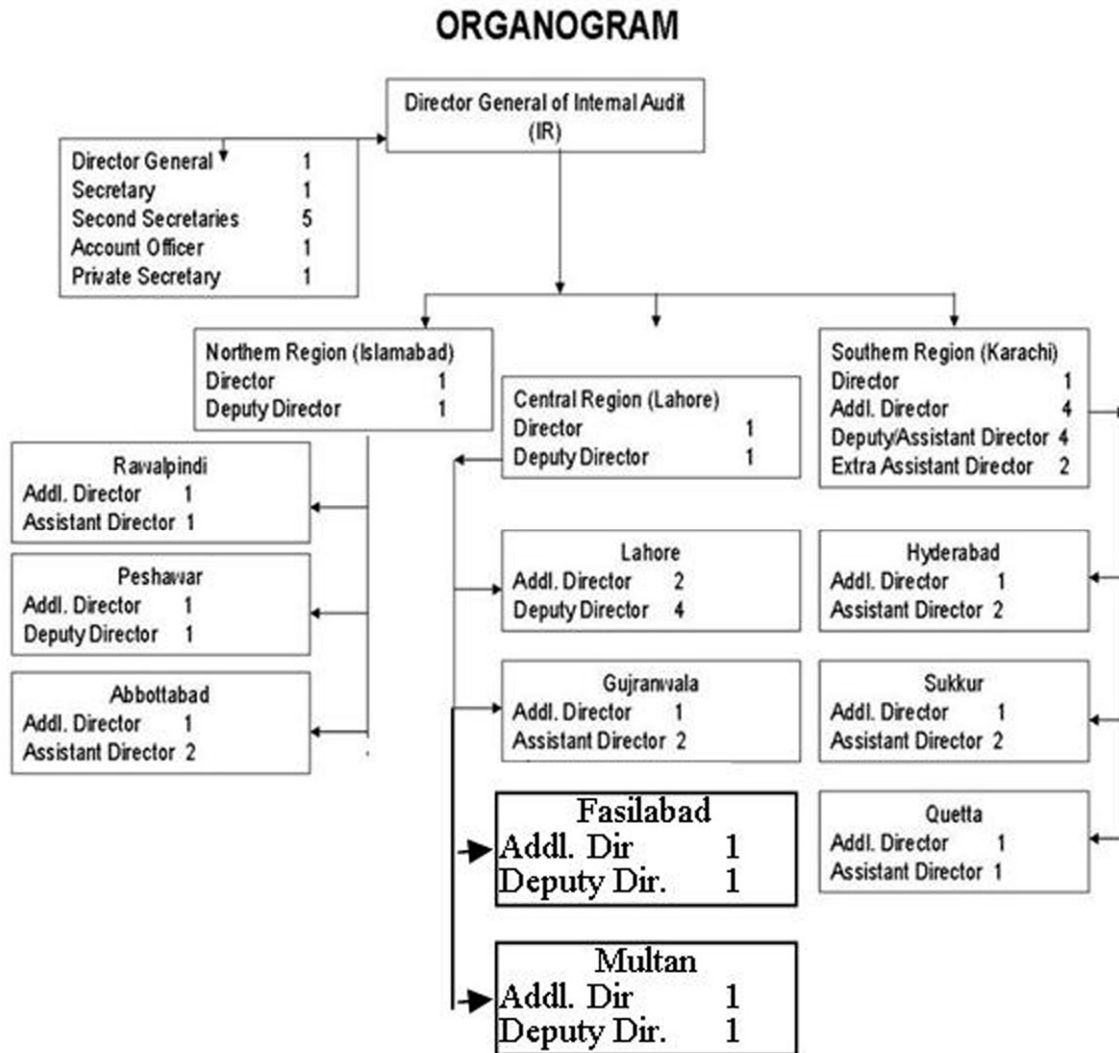 ORGANOGRAM
Director General of Internal Audit
(IR)
Director General 1
Secretary 1
Second Secretaries 5
Account Officer 1
Private Secretary 1
Northern Region (Islamabad)
Director 1
Deputy Director 1
Rawalpindi
Addl. Director 1
Assistant Director 1
Peshawar
Addl. Director 1
Deputy Director 1
Abbottabad
Addl. Director 1
Assistant Director 2
Central Region (Lahore)
Director 1
Deputy Director 1
Lahore
Addl. Director 2
Deputy Director 4
Gujranwala
Addl. Director 1
Assistant Director 2
Fasilabad
Addl. Dir 1
Deputy Dir. 1
Multan
Addl. Dir 1
Deputy Dir. 1
Southern Region (Karachi)
Director 1
Addl. Director 4
Deputy/Assistant Director 4
Extra Assistant Director 2
Hyderabad
Addl. Director 1
Assistant Director 2
Sukkur
Addl. Director 1
Assistant Director 2
Quetta
Addl. Director 1
Assistant Director 1